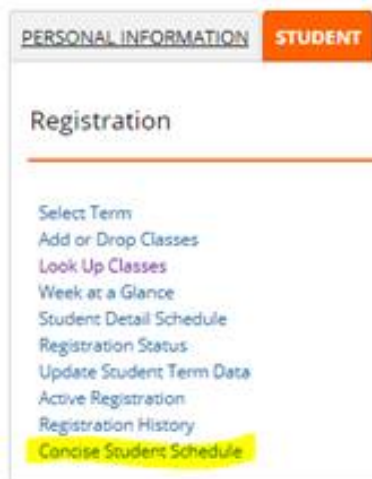 PERSONAL INFORMATION STUDENT
Registration
Select Term
Add or Drop Classes
Look Up Classes
Week at a Glance
Student Detail Schedule
Registration Status
Update Student Term Data
Active Registration
Registration History
Concise Student Schedule